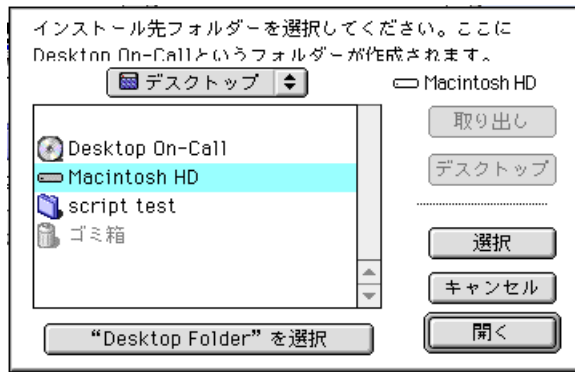 インストール先フォルダーを選択してください。ここに
Desktop On-Callというフォルダーが作成されます。
デスクトップ
Macintosh HD
取り出し
Desktop On-Call
デスクトップ
Macintosh HD
script test
ゴミ箱
選択
キャンセル
“Desktop Folder” を選択
開く